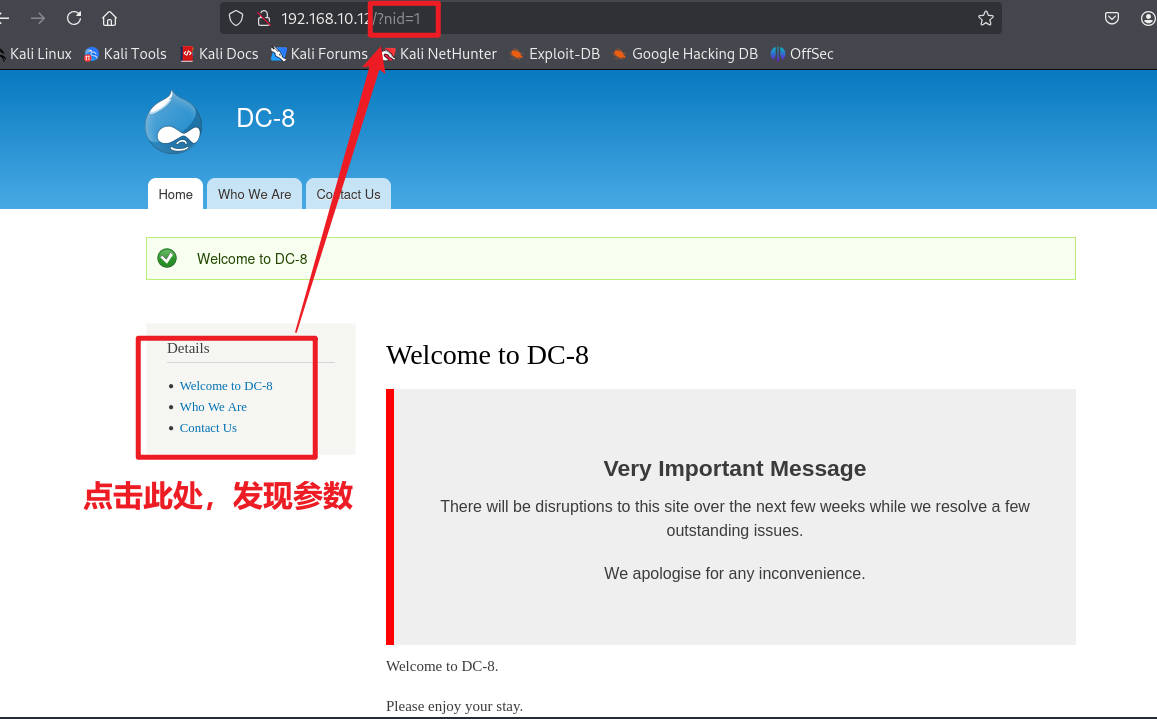 192.168.10.12/?nid=1
Kali Linux Kali Tools Kali Docs Kali Forums Kali NetHunter Exploit-DB Google Hacking DB OffSec
DC-8
Home Who We Are Contact Us
Welcome to DC-8
Details
Welcome to DC-8
Who We Are
Contact Us
点击此处，发现参数
Welcome to DC-8
Very Important Message
There will be disruptions to this site over the next few weeks while we resolve a few
outstanding issues.
We apologise for any inconvenience.
Welcome to DC-8.
Please enjoy your stay.